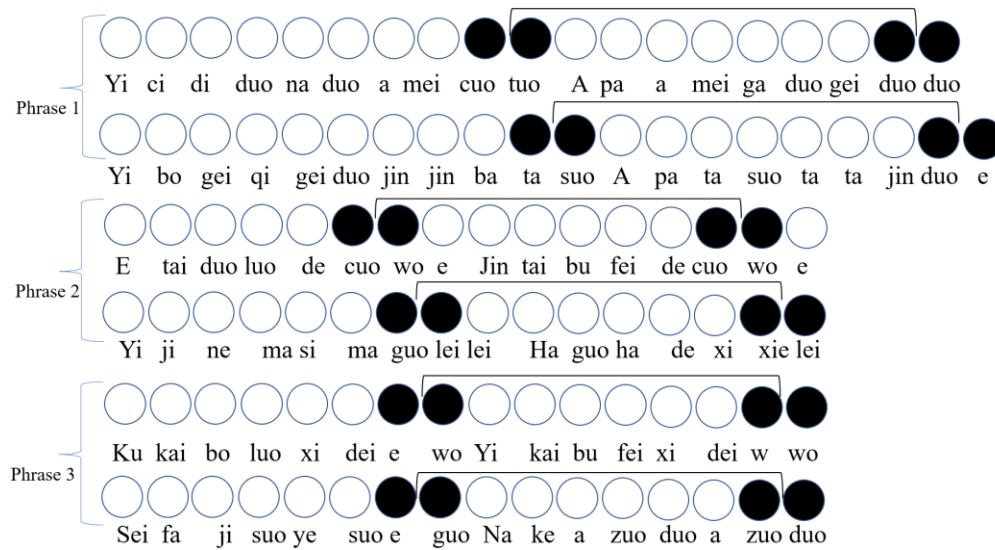 Yi ci di duo na duo a mei cuo tuo A pa a mei ga duo gei duo duo
Phrase 1
Yi bo gei qi gei duo jin jin ba ta suo A pa ta suo ta ta jin duo e
E tai duo luo de cuo wo e Jin tai bu fei de cuo wo e
Phrase 2
Yi ji ne ma si ma guo lei lei Ha guo ha de xi xie lei
Ku kai bo luo xi dei e wo Yi kai bu fei xi dei w wo
Phrase 3
Sei fa ji suo ye suo e guo Na ke a zuo duo a zuo duo